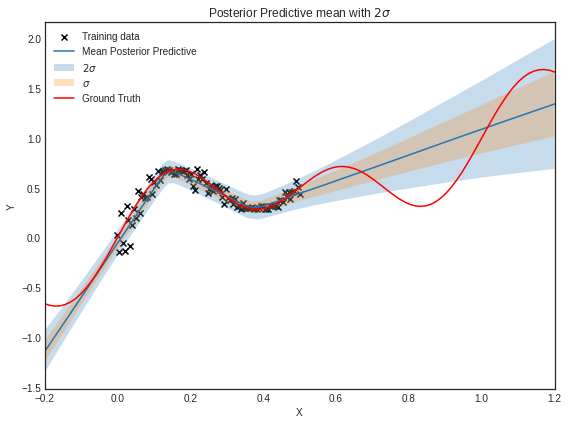 Posterior Predictive mean with 2σ
Training data
Mean Posterior Predictive
2σ
σ
Ground Truth
Y
2.0
1.5
1.0
0.5
0.0
−0.5
−1.0
−1.5
−0.2 0.0 0.2 0.4 0.6 0.8 1.0 1.2
X